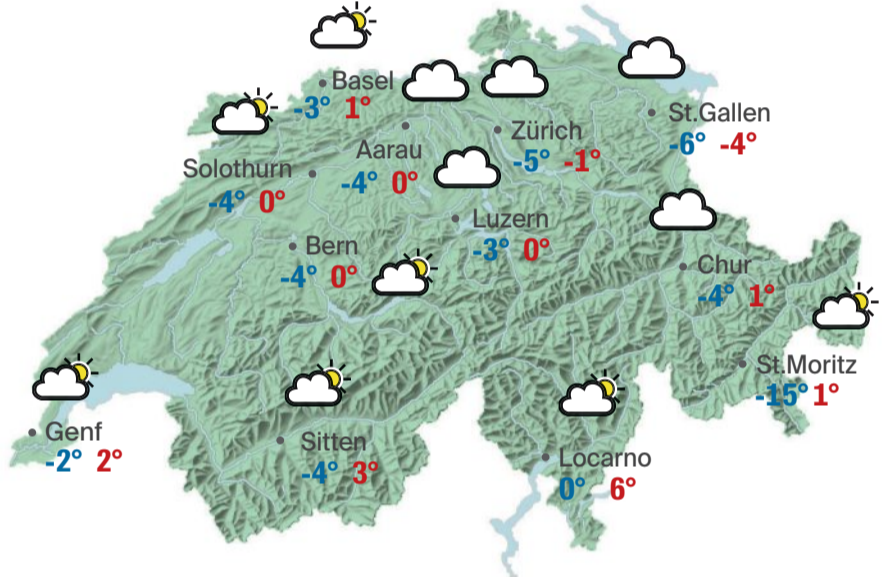 Basel
-3° 1°
St.Gallen
-6° -4°
Zürich
-5° -1°
Aarau
-4° 0°
Solothurn
-4° 0°
Luzern
-3° 0°
Bern
-4° 0°
Chur
-4° 1°
St.Moritz
-15° 1°
Genf
-2° 2°
Sitten
-4° 3°
Locarno
0° 6°